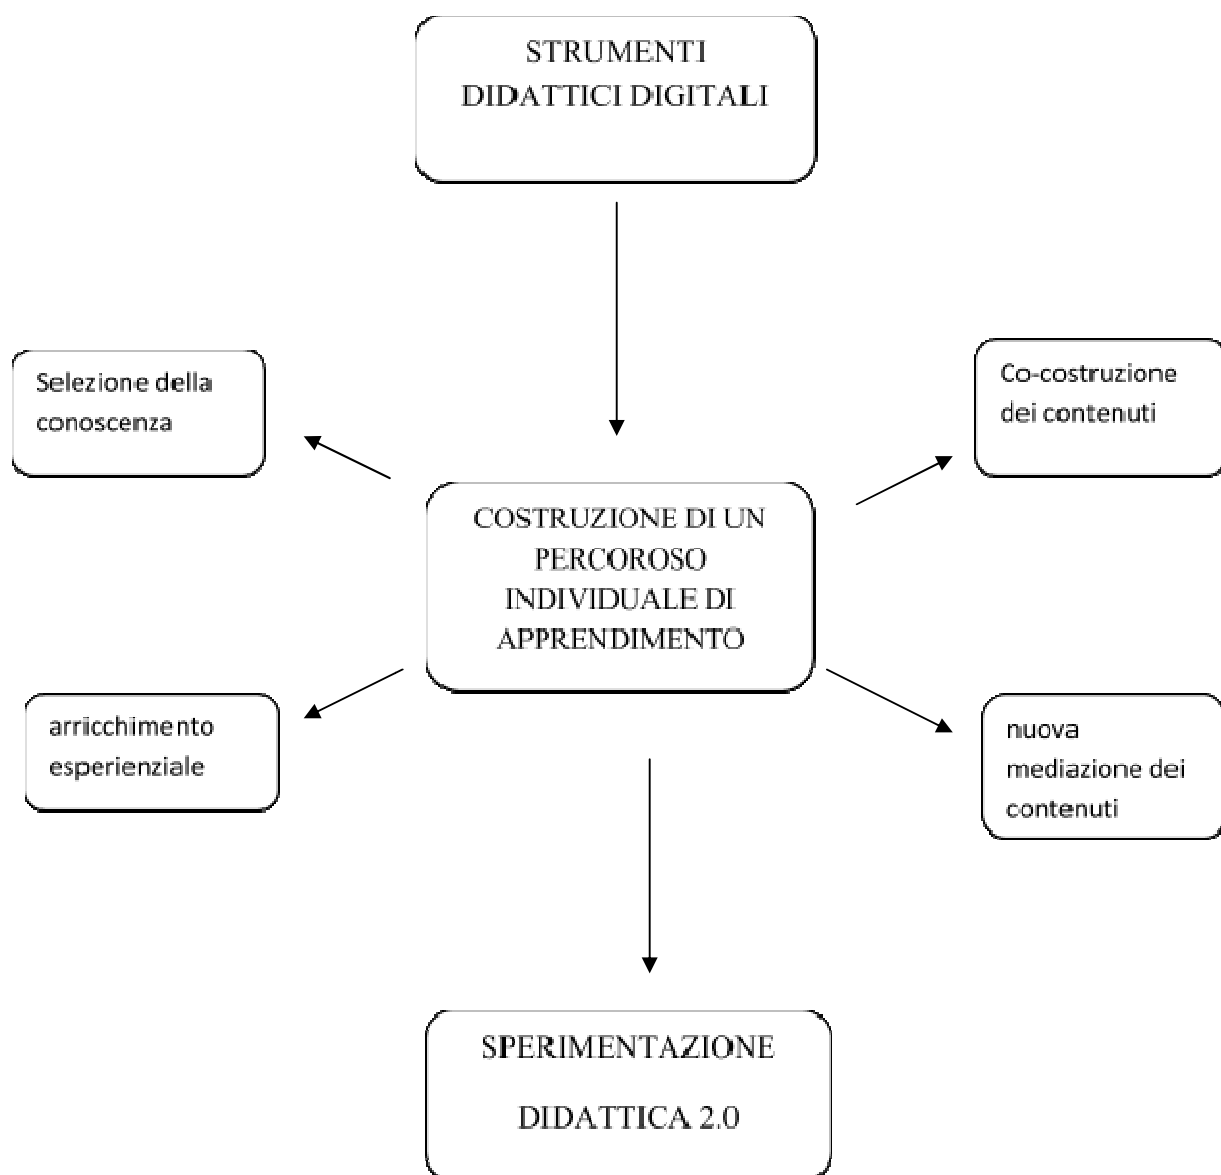 STRUMENTI
DIDATTICI DIGITALI
Selezione della
conoscenza
Co-costruzione
dei contenuti
COSTRUZIONE DI UN
PERCOROSO
INDIVIDUALE DI
APPRENDIMENTO
arricchimento
esperienziale
nuova
mediazione dei
contenuti
SPERIMENTAZIONE
DIDATTICA 2.0